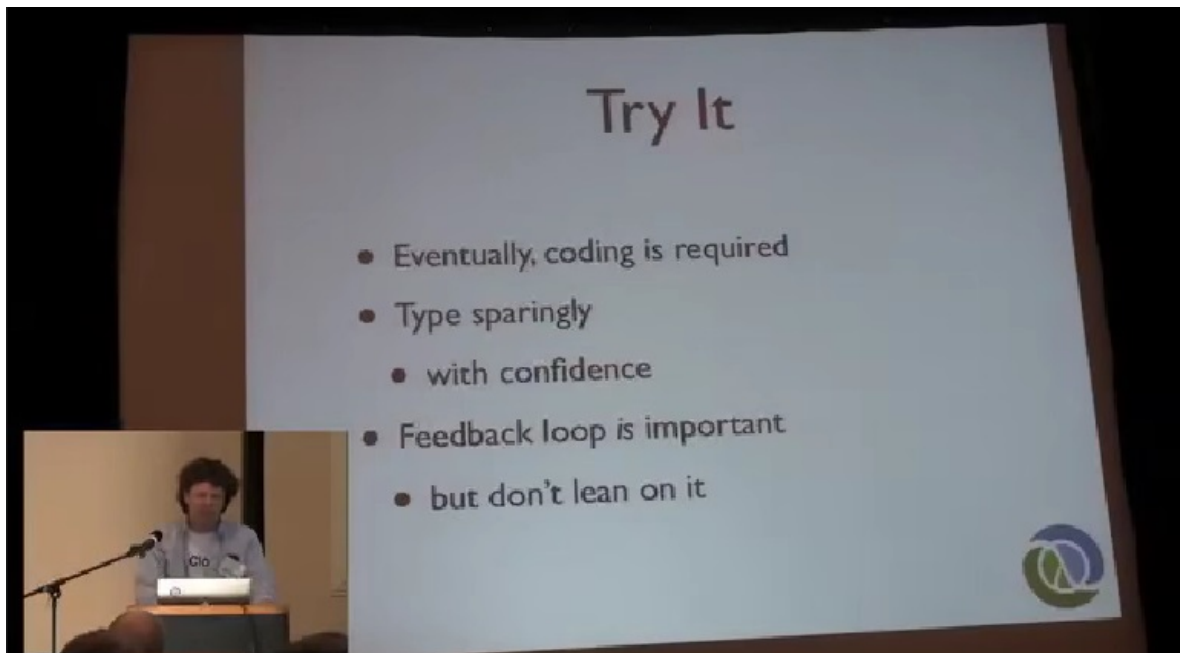 Try It
• Eventually, coding is required
• Type sparingly
• with confidence
• Feedback loop is important
• but don't lean on it
Clo